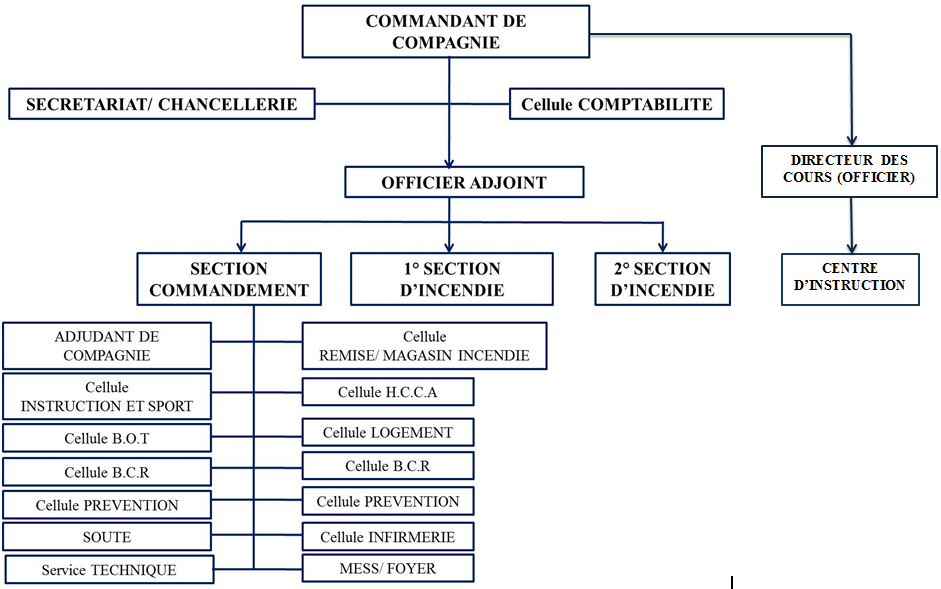 COMMANDANT DE
COMPAGNIE
SECRETARIAT/ CHANCELLERIE
Cellule COMPTABILITE
DIRECTEUR DES
COURS (OFFICIER)
OFFICIER ADJOINT
SECTION
COMMANDEMENT
1° SECTION
D’INCENDIE
2° SECTION
D’INCENDIE
CENTRE
D’INSTRUCTION
ADJUDANT DE
COMPAGNIE
Cellule
REMISE/ MAGASIN INCENDIE
Cellule
INSTRUCTION ET SPORT
Cellule H.C.C.A
Cellule B.O.T
Cellule LOGEMENT
Cellule B.C.R
Cellule B.C.R
Cellule PREVENTION
Cellule PREVENTION
SOUTE
Cellule INFIRMERIE
Service TECHNIQUE
MESS/ FOYER